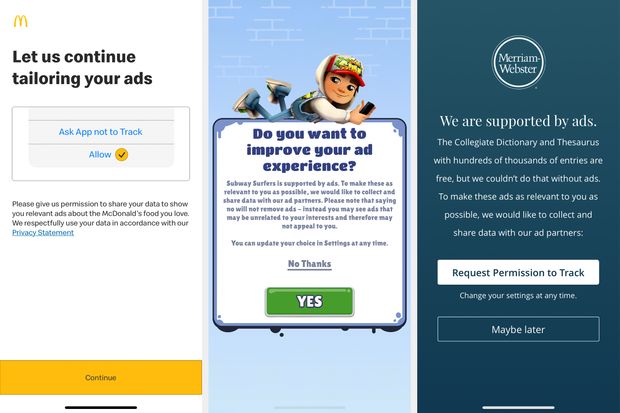 Let us continue
tailoring your ads
Ask App not to Track
Allow
Please give us permission to share your data to show
you relevant ads about the McDonald's food you love.
We respectfully use your data in accordance with our
Privacy Statement
Continue
Do you want to
improve your ad
experience?
Subway Surfers is supported by ads. To make these as
relevant to you as possible, we would like to collect and
share data with our ad partners. Please note that saying
no will not remove ads – instead you may see ads that
may be unrelated to your interests and therefore may
not appeal to you.
You can update your choice in Settings at any time.
No Thanks
YES
Merriam-
Webster
We are supported by ads.
The Collegiate Dictionary and Thesaurus
with hundreds of thousands of entries are
free, but we couldn't do that without ads.
To make these ads as relevant to you as
possible, we would like to collect and
share data with our ad partners:
Request Permission to Track
Change your settings at any time.
Maybe later